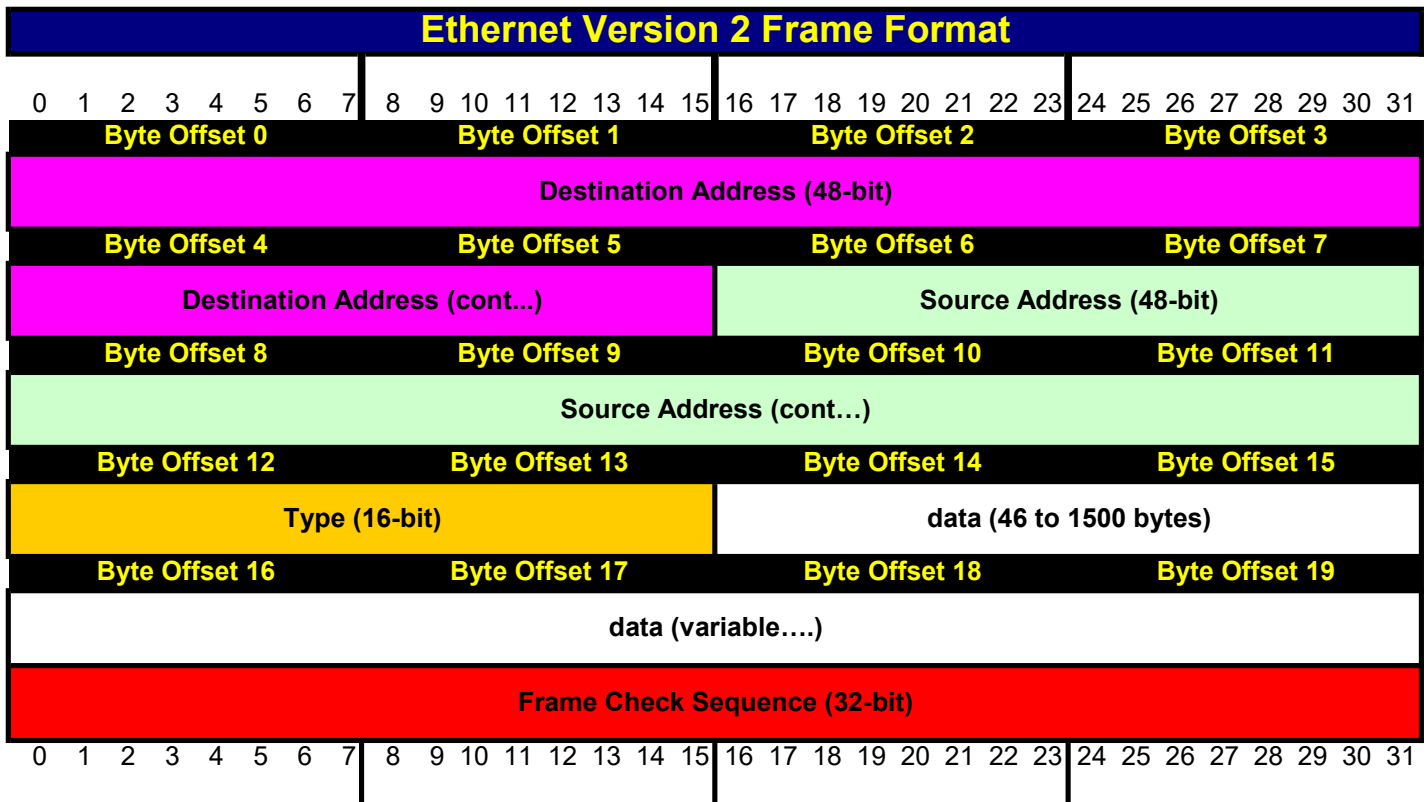 Ethernet Version 2 Frame Format
0 1 2 3 4 5 6 7 8 9 10 11 12 13 14 15 16 17 18 19 20 21 22 23 24 25 26 27 28 29 30 31
Byte Offset 0 Byte Offset 1 Byte Offset 2 Byte Offset 3
Destination Address (48-bit)
Byte Offset 4 Byte Offset 5 Byte Offset 6 Byte Offset 7
Destination Address (cont...) Source Address (48-bit)
Byte Offset 8 Byte Offset 9 Byte Offset 10 Byte Offset 11
Source Address (cont…)
Byte Offset 12 Byte Offset 13 Byte Offset 14 Byte Offset 15
Type (16-bit) data (46 to 1500 bytes)
Byte Offset 16 Byte Offset 17 Byte Offset 18 Byte Offset 19
data (variable….)
Frame Check Sequence (32-bit)
0 1 2 3 4 5 6 7 8 9 10 11 12 13 14 15 16 17 18 19 20 21 22 23 24 25 26 27 28 29 30 31